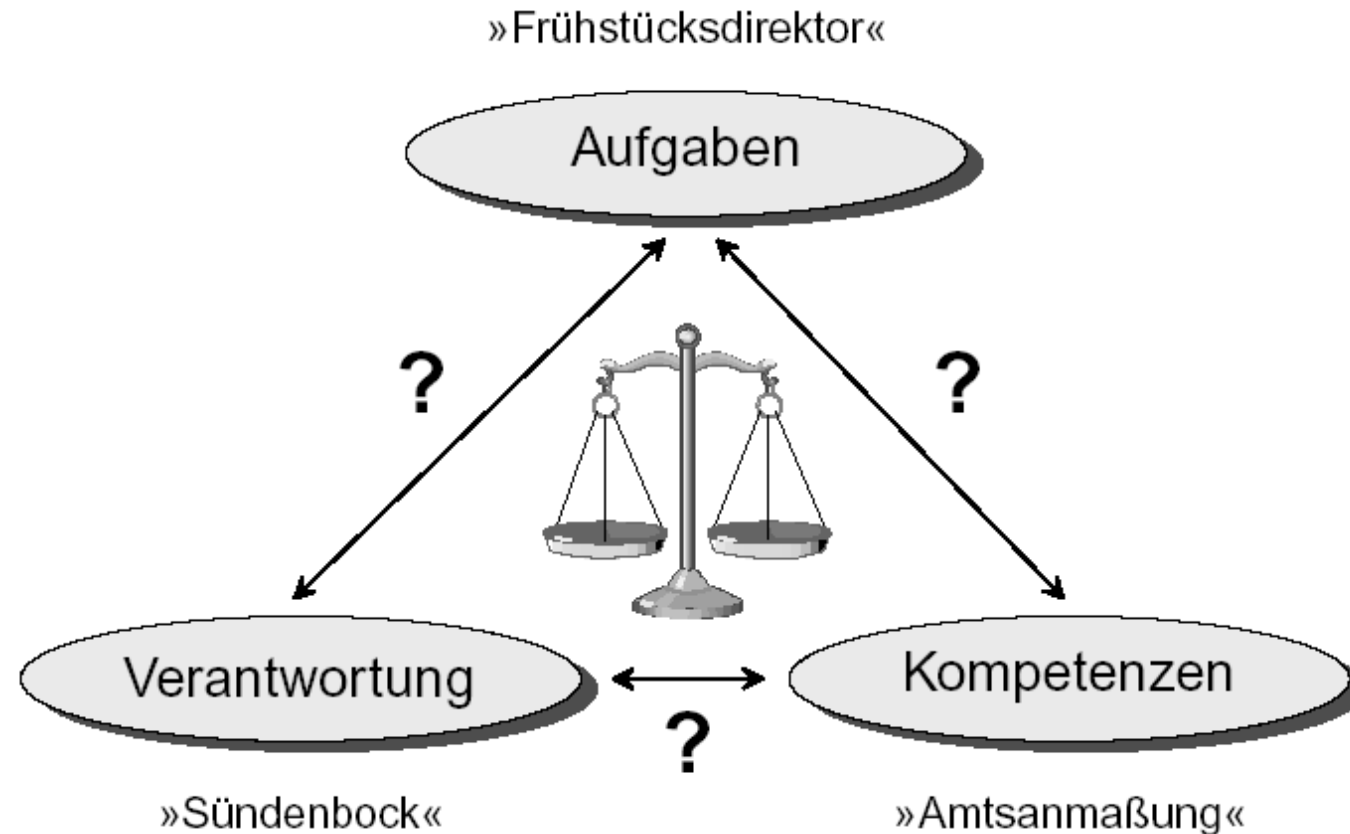 »Frühstücksdirektor«
Aufgaben
?
?
Verantwortung
Kompetenzen
?
»Sündenbock«
»Amtsanmaßung«